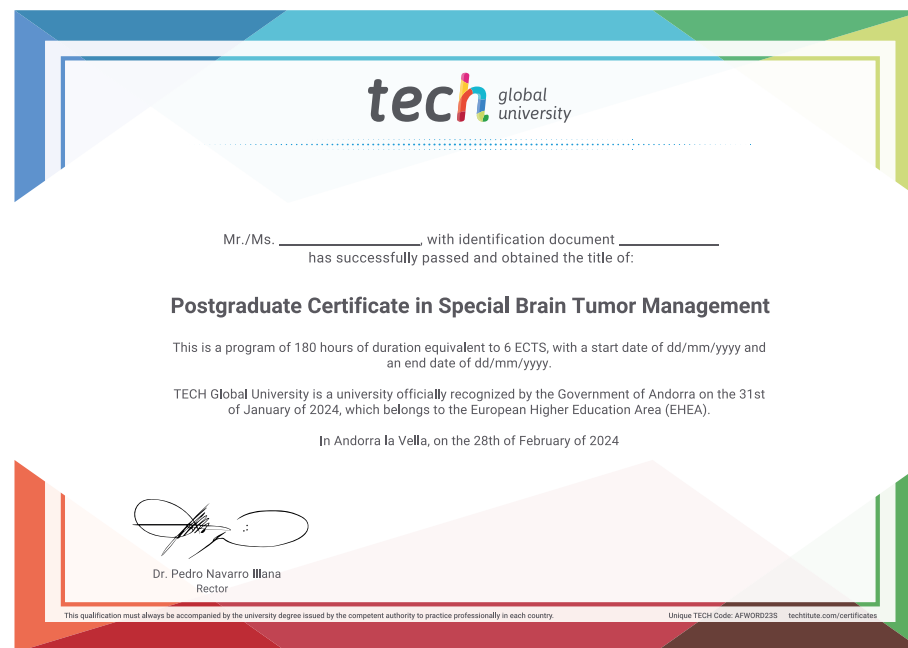 tech global
university
Mr./Ms. ____________________, with identification document ______________
has successfully passed and obtained the title of:
Postgraduate Certificate in Special Brain Tumor Management
This is a program of 180 hours of duration equivalent to 6 ECTS, with a start date of dd/mm/yyyy and
an end date of dd/mm/yyyy.
TECH Global University is a university officially recognized by the Government of Andorra on the 31st
of January of 2024, which belongs to the European Higher Education Area (EHEA).
In Andorra la Vella, on the 28th of February of 2024
Dr. Pedro Navarro Illana
Rector
This qualification must always be accompanied by the university degree issued by the competent authority to practice professionally in each country. Unique TECH Code: AFWORD23S techtitute.com/certificates